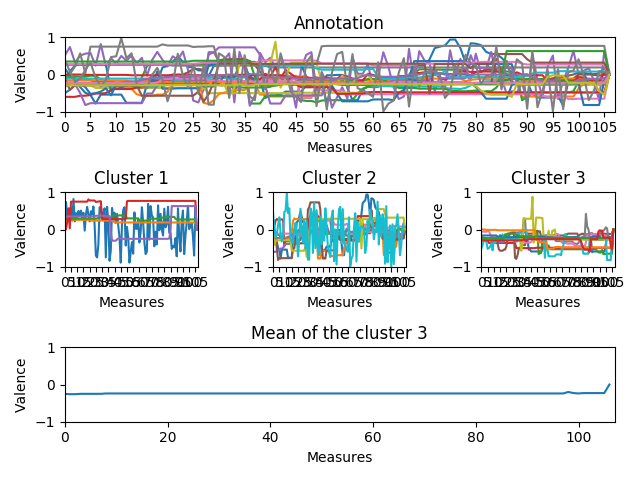 Annotation
Valence
1
0
−1
0 5 10 15 20 25 30 35 40 45 50 55 60 65 70 75 80 85 90 95 100 105
Measures
Cluster 1 Cluster 2 Cluster 3
Valence Valence Valence
1 1 1
0 0 0
−1 −1 −1
Measures Measures Measures
Mean of the cluster 3
Valence
1
0
−1
0 20 40 60 80 100
Measures